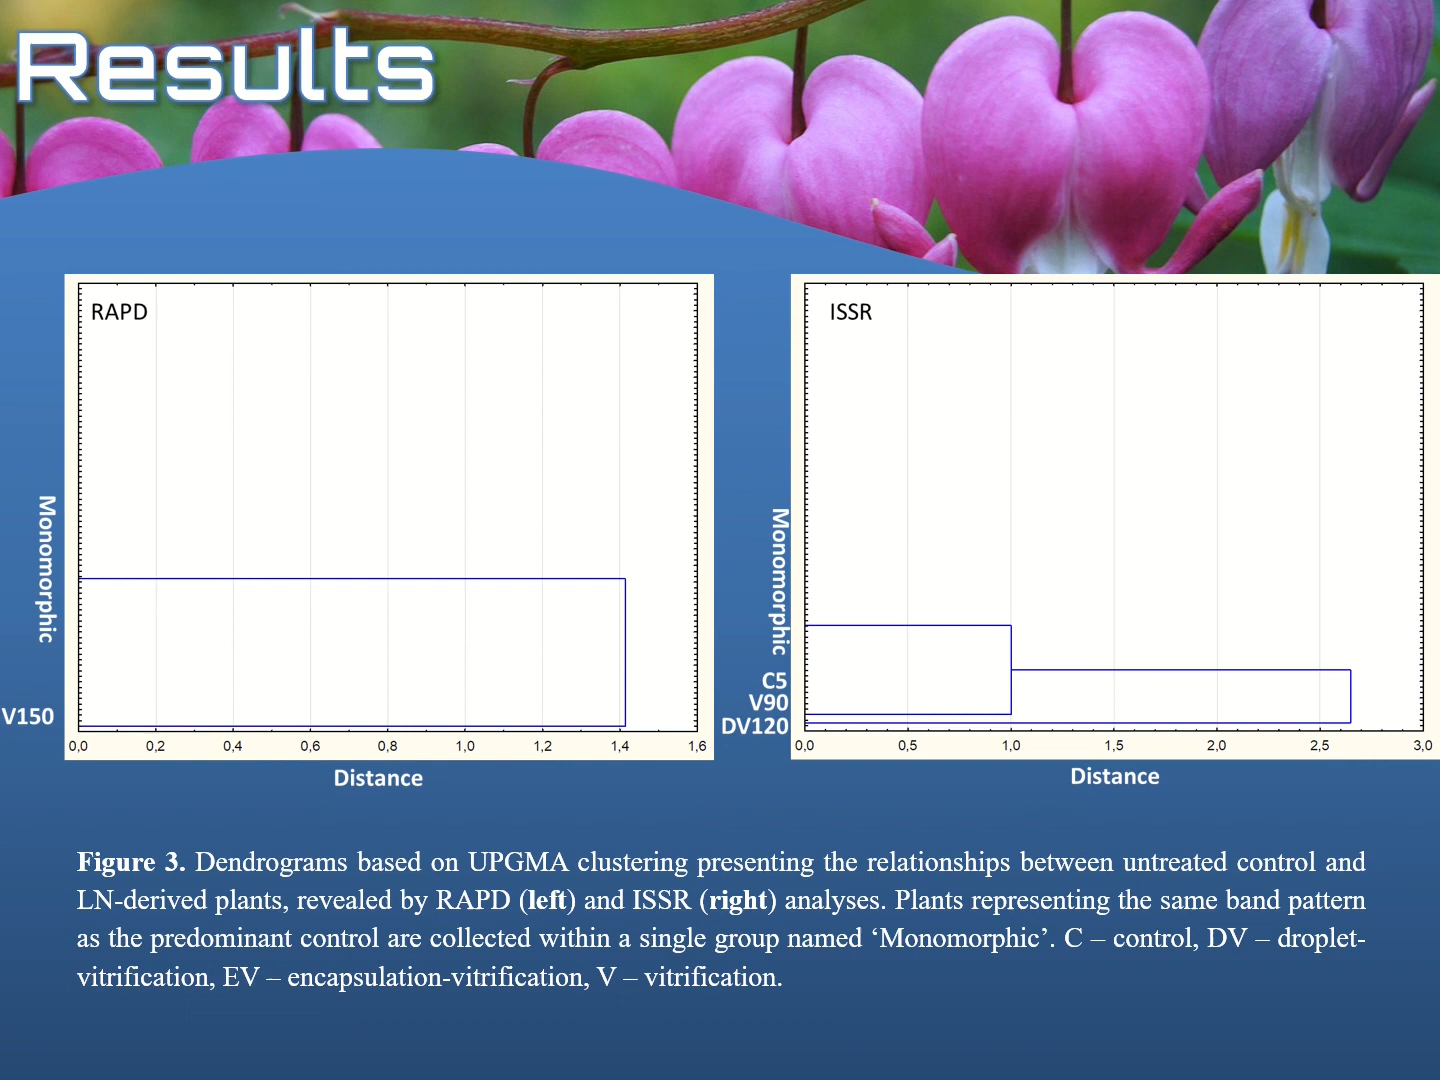 Results
RAPD
Monomorphic
V150
0,0 0,2 0,4 0,6 0,8 1,0 1,2 1,4 1,6
Distance
ISSR
Monomorphic
C5
V90
DV120
0,0 0,5 1,0 1,5 2,0 2,5 3,0
Distance
Figure 3. Dendrograms based on UPGMA clustering presenting the relationships between untreated control and
LN-derived plants, revealed by RAPD (left) and ISSR (right) analyses. Plants representing the same band pattern
as the predominant control are collected within a single group named ‘Monomorphic’. C – control, DV – droplet-
vitrification, EV – encapsulation-vitrification, V – vitrification.